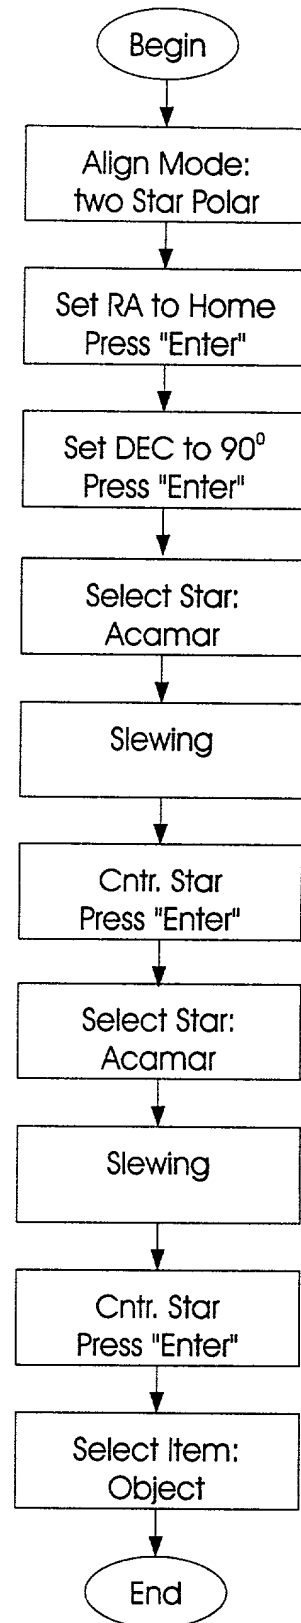 Begin
Align Mode:
two Star Polar
Set RA to Home
Press "Enter"
Set DEC to 90⁰
Press "Enter"
Select Star:
Acamar
Slewing
Cntr. Star
Press "Enter"
Select Star:
Acamar
Slewing
Cntr. Star
Press "Enter"
Select Item:
Object
End